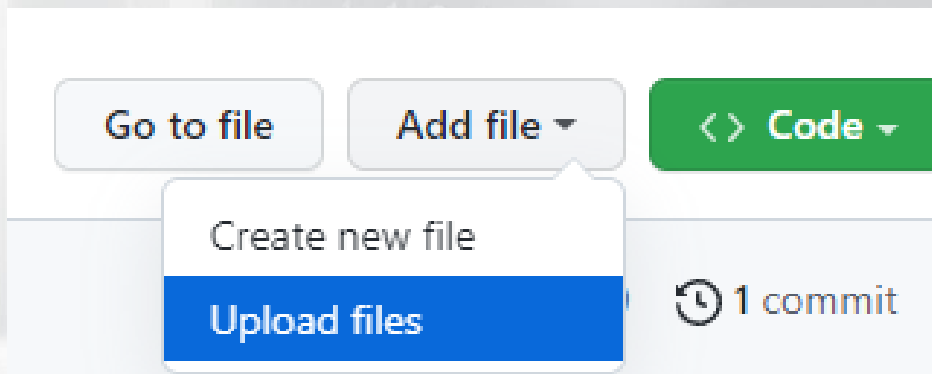 Go to file
Add file
<> Code
Create new file
Upload files
1 commit